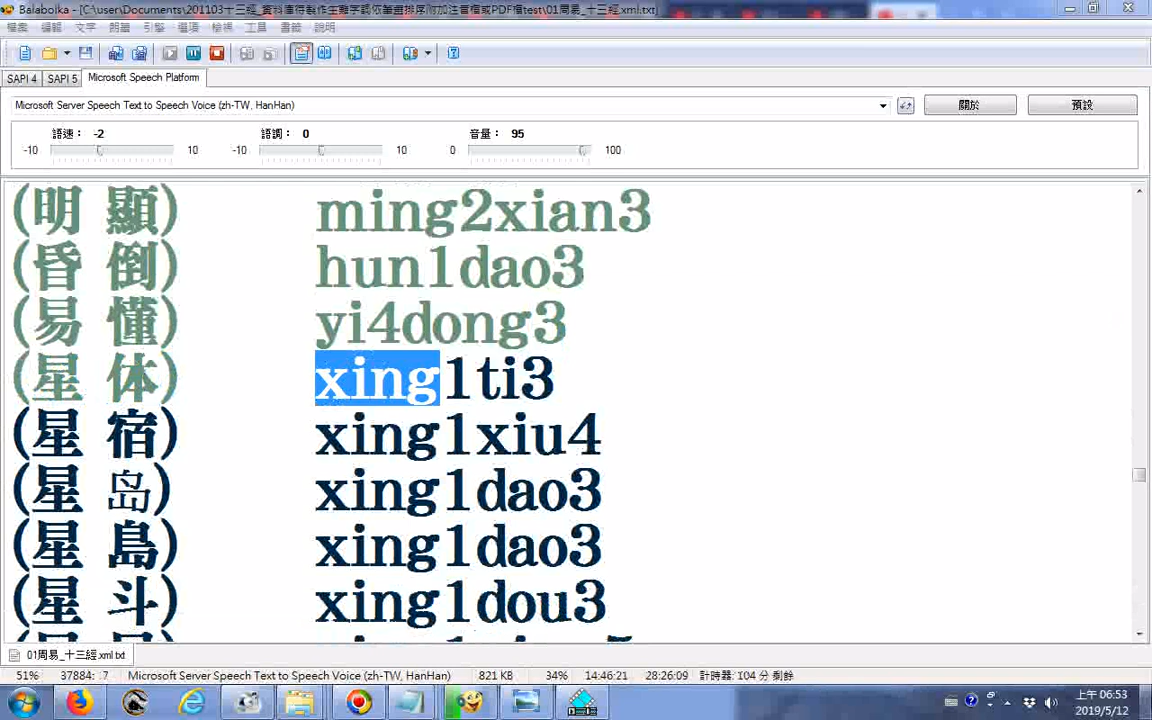 Balabolka - [C:\user\Documents\201103十三經_資料庫待製作生難字詞依筆畫排序附加注音檔或PDF檔test\01周易_十三經.xml.txt]
檔案 編輯 文字 朗讀 引擎 選項 檢視 工具 書籤 說明
SAPI 4 SAPI 5 Microsoft Speech Platform
Microsoft Server Speech Text to Speech Voice (zh-TW, HanHan) 關於 預設
語速： -2 語調： 0 音量： 95
-10 10 -10 10 0 100
(明 顯) ming2xian3
(昏 倒) hun1dao3
(易 懂) yi4dong3
(星 体) xing1ti3
(星 宿) xing1xiu4
(星 岛) xing1dao3
(星 島) xing1dao3
(星 斗) xing1dou3
01周易_十三經.xml.txt
51% 37884: 7 Microsoft Server Speech Text to Speech Voice (zh-TW, HanHan) 821 KB 34% 14:46:21 28:26:09 計時器: 104 分 剩餘
上午 06:53
2019/5/12